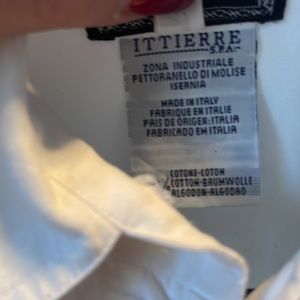 ITTIERRE
S.P.A.
ZONA INDUSTRIALE
PETTORANELLO DI MOLISE
ISERNIA
MADE IN ITALY
FABRIQUE EN ITALIE
PAIS DE ORIGEN: ITALIA
FABRICADO EM ITALIA
% COTONE-COTON
COTTON-BAUMWOLLE
ALGODON-ALGODAO